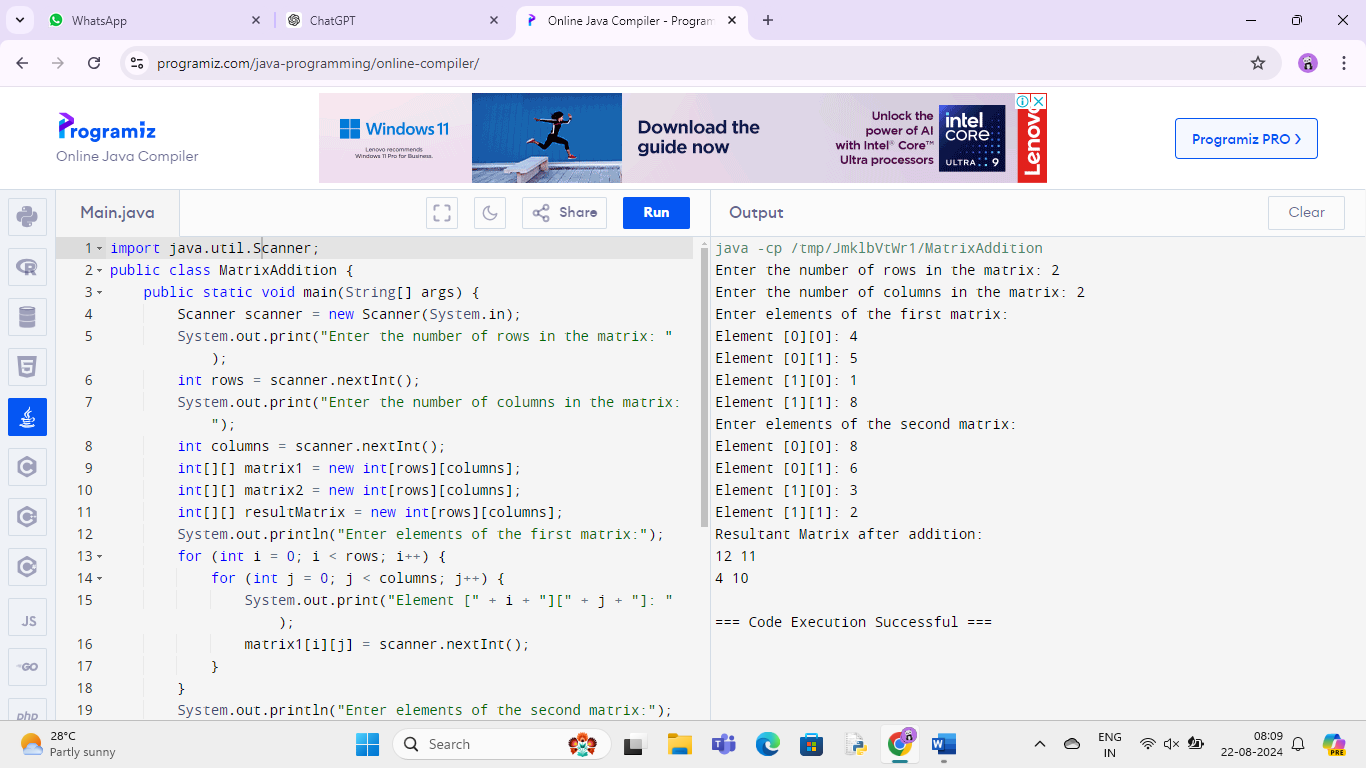 WhatsApp
ChatGPT
Online Java Compiler - Program
programiz.com/java-programming/online-compiler/
Programiz
Online Java Compiler
Windows 11
Lenovo recommends
Windows 11 Pro for Business.
Download the
guide now
Unlock the
power of AI
with Intel® Core™
Ultra processors
intel
CORE
ULTRA 9
Lenovo
Programiz PRO >
Main.java
Share
Run
Output
Clear
1 import java.util.Scanner;
2 public class MatrixAddition {
3 public static void main(String[] args) {
4 Scanner scanner = new Scanner(System.in);
5 System.out.print("Enter the number of rows in the matrix: "
);
6 int rows = scanner.nextInt();
7 System.out.print("Enter the number of columns in the matrix:
");
8 int columns = scanner.nextInt();
9 int[][] matrix1 = new int[rows][columns];
10 int[][] matrix2 = new int[rows][columns];
11 int[][] resultMatrix = new int[rows][columns];
12 System.out.println("Enter elements of the first matrix:");
13 for (int i = 0; i < rows; i++) {
14 for (int j = 0; j < columns; j++) {
15 System.out.print("Element [" + i + "][" + j + "]: "
);
16 matrix1[i][j] = scanner.nextInt();
17 }
18 }
19 System.out.println("Enter elements of the second matrix:");
java -cp /tmp/JmklbVtWr1/MatrixAddition
Enter the number of rows in the matrix: 2
Enter the number of columns in the matrix: 2
Enter elements of the first matrix:
Element [0][0]: 4
Element [0][1]: 5
Element [1][0]: 1
Element [1][1]: 8
Enter elements of the second matrix:
Element [0][0]: 8
Element [0][1]: 6
Element [1][0]: 3
Element [1][1]: 2
Resultant Matrix after addition:
12 11
4 10
=== Code Execution Successful ===
JS
GO
php
28°C
Partly sunny
Search
ENG
IN
08:09
22-08-2024
PRE